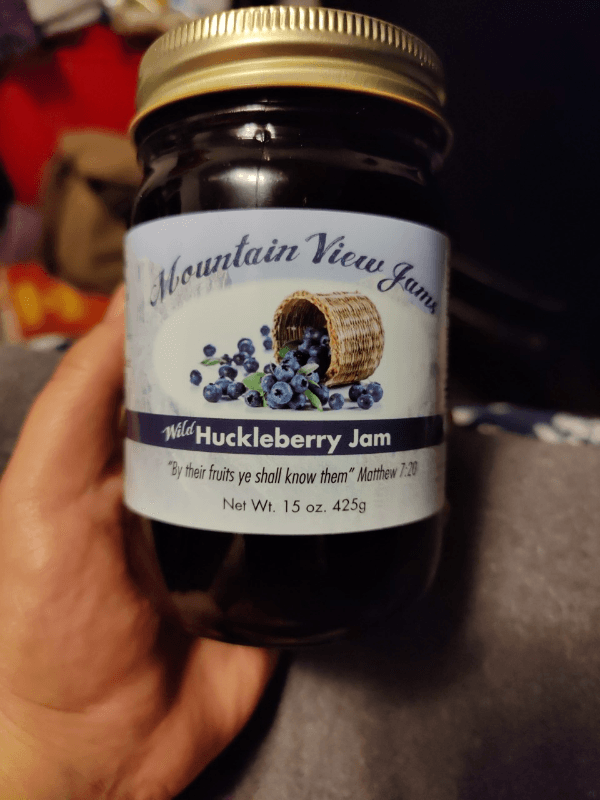 Mountain View Jams
Wild Huckleberry Jam
"By their fruits ye shall know them" Matthew 7:20
Net Wt. 15 oz. 425g